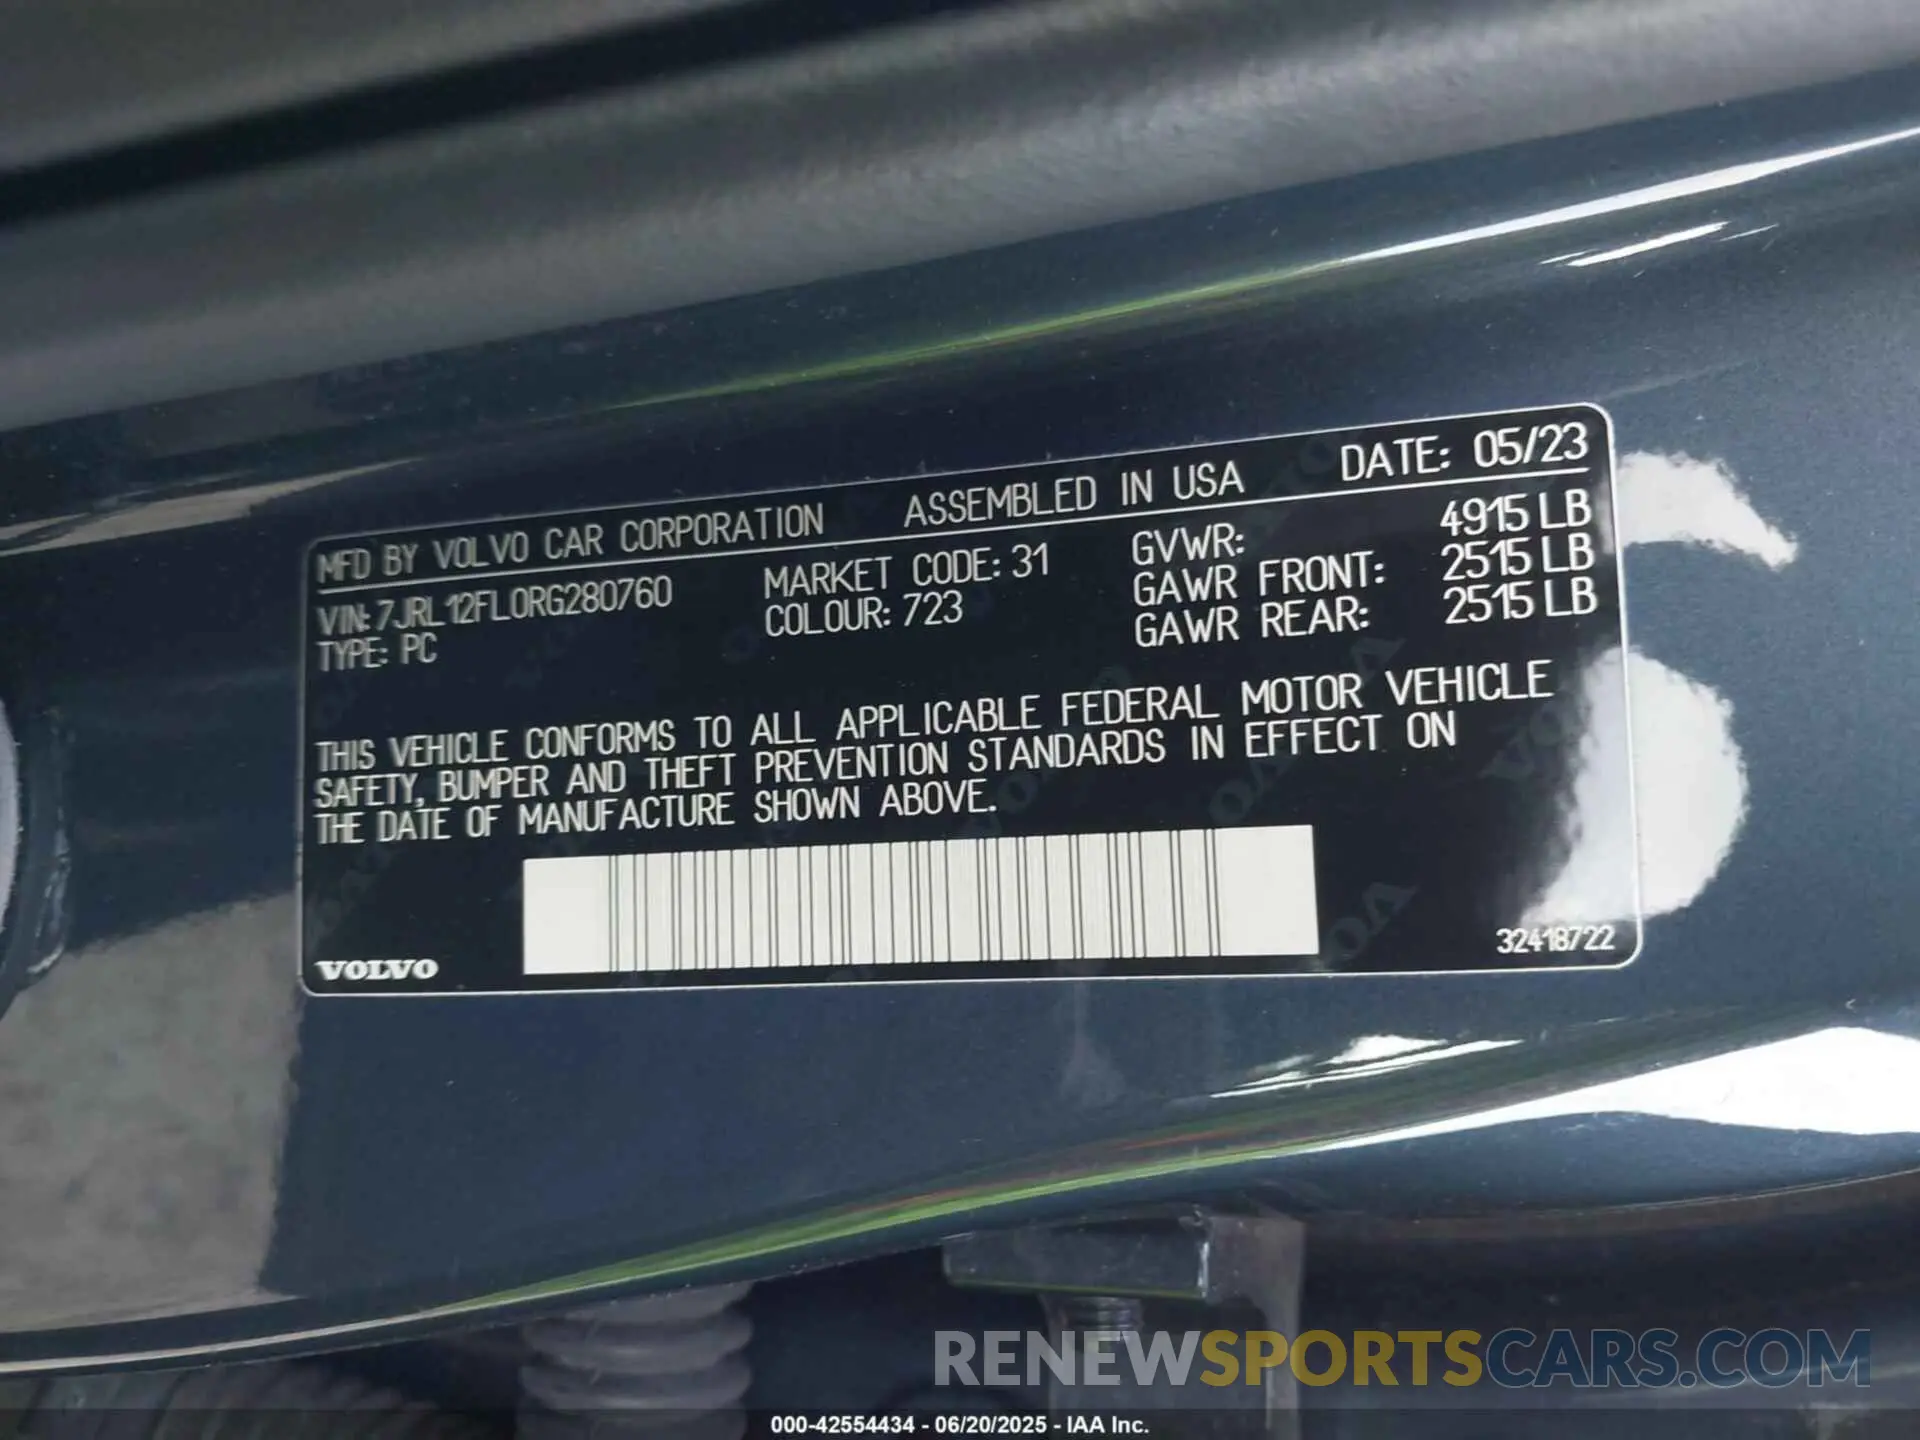 MFD BY VOLVO CAR CORPORATION ASSEMBLED IN USA DATE: 05/23
VIN: 7JRL12FL0RG280760 MARKET CODE: 31 GVWR: 4915 LB
TYPE: PC COLOUR: 723 GAWR FRONT: 2515 LB
GAWR REAR: 2515 LB
THIS VEHICLE CONFORMS TO ALL APPLICABLE FEDERAL MOTOR VEHICLE
SAFETY, BUMPER AND THEFT PREVENTION STANDARDS IN EFFECT ON
THE DATE OF MANUFACTURE SHOWN ABOVE.
VOLVO
32418722
RENEWSPORTSCARS.COM
000-42554434 - 06/20/2025 - IAA Inc.